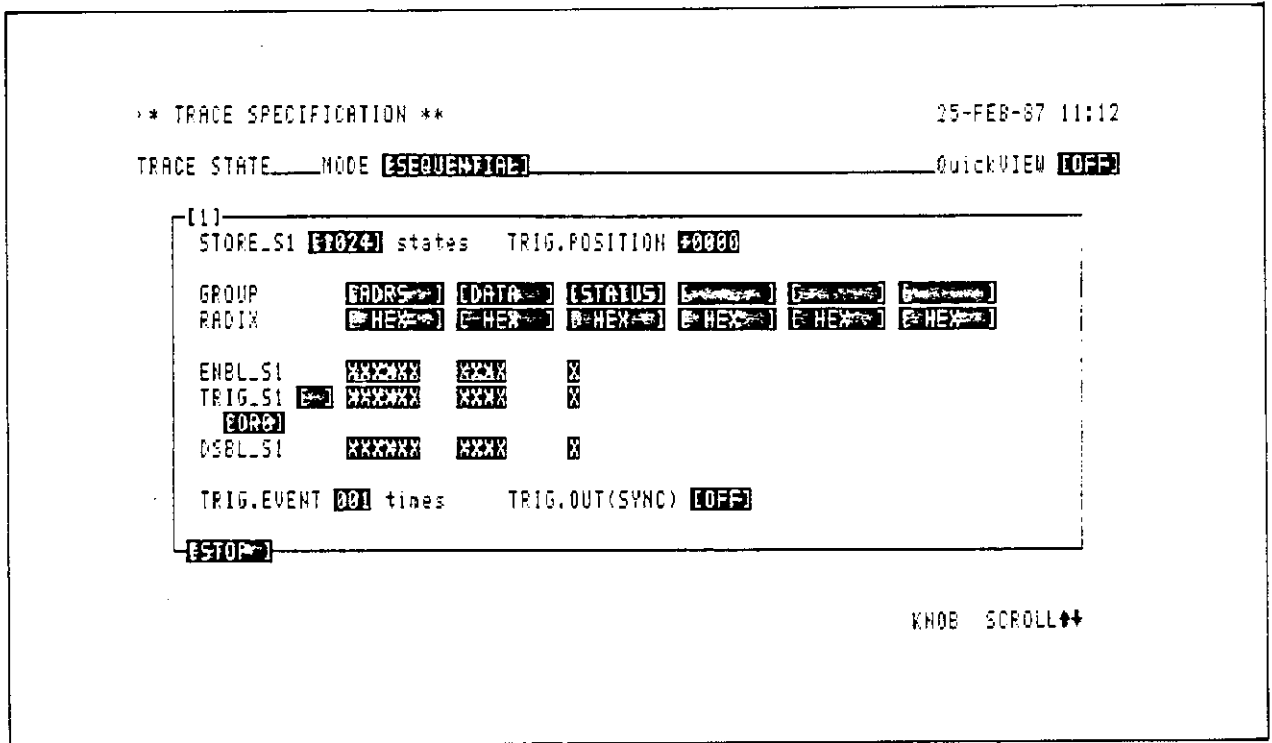 * TRACE SPECIFICATION ** 25-FEB-87 11:12
TRACE STATE MODE [SEQUENTIAL] QuickVIEW [OFF]
[1]
STORE_S1 [1024] states TRIG.POSITION +0000
GROUP [ADRS ] [DATA ] [STATUS] [ ] [ ] [ ]
RADIX [ HEX ] [ HEX ] [ HEX ] [ HEX ] [ HEX ] [ HEX ]
ENBL_S1 XXXXXX XXXX X
TRIG_S1 [ ] XXXXXX XXXX X
DSBL_S1 XXXXXX XXXX X
TRIG.EVENT 001 times TRIG.OUT(SYNC) [OFF]
[STOP ]
KNOB SCROLL↑↓